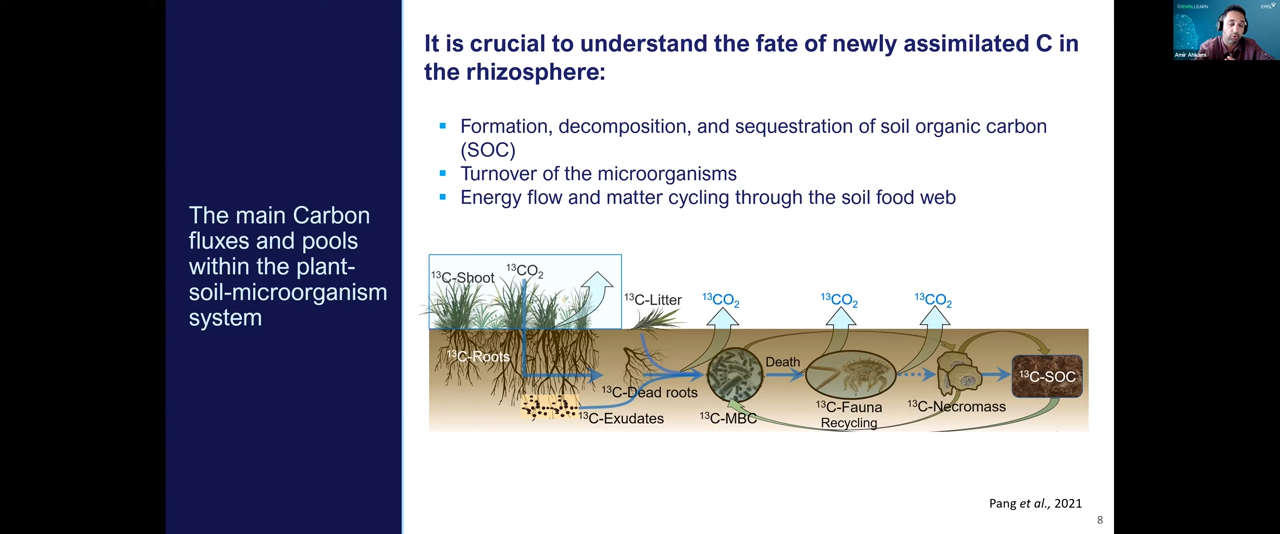 It is crucial to understand the fate of newly assimilated C in
the rhizosphere:
▪ Formation, decomposition, and sequestration of soil organic carbon
(SOC)
▪ Turnover of the microorganisms
▪ Energy flow and matter cycling through the soil food web
The main Carbon
fluxes and pools
within the plant-
soil-microorganism
system
¹³C-Shoot
¹³CO₂
¹³C-Litter
¹³CO₂
¹³CO₂
¹³CO₂
¹³C-Roots
Death
¹³C-SOC
¹³C-Dead roots
¹³C-Exudates
¹³C-MBC
¹³C-Fauna
Recycling
¹³C-Necromass
Pang et al., 2021
8
EMSLLEARN
EMSL
Amir Ahkami